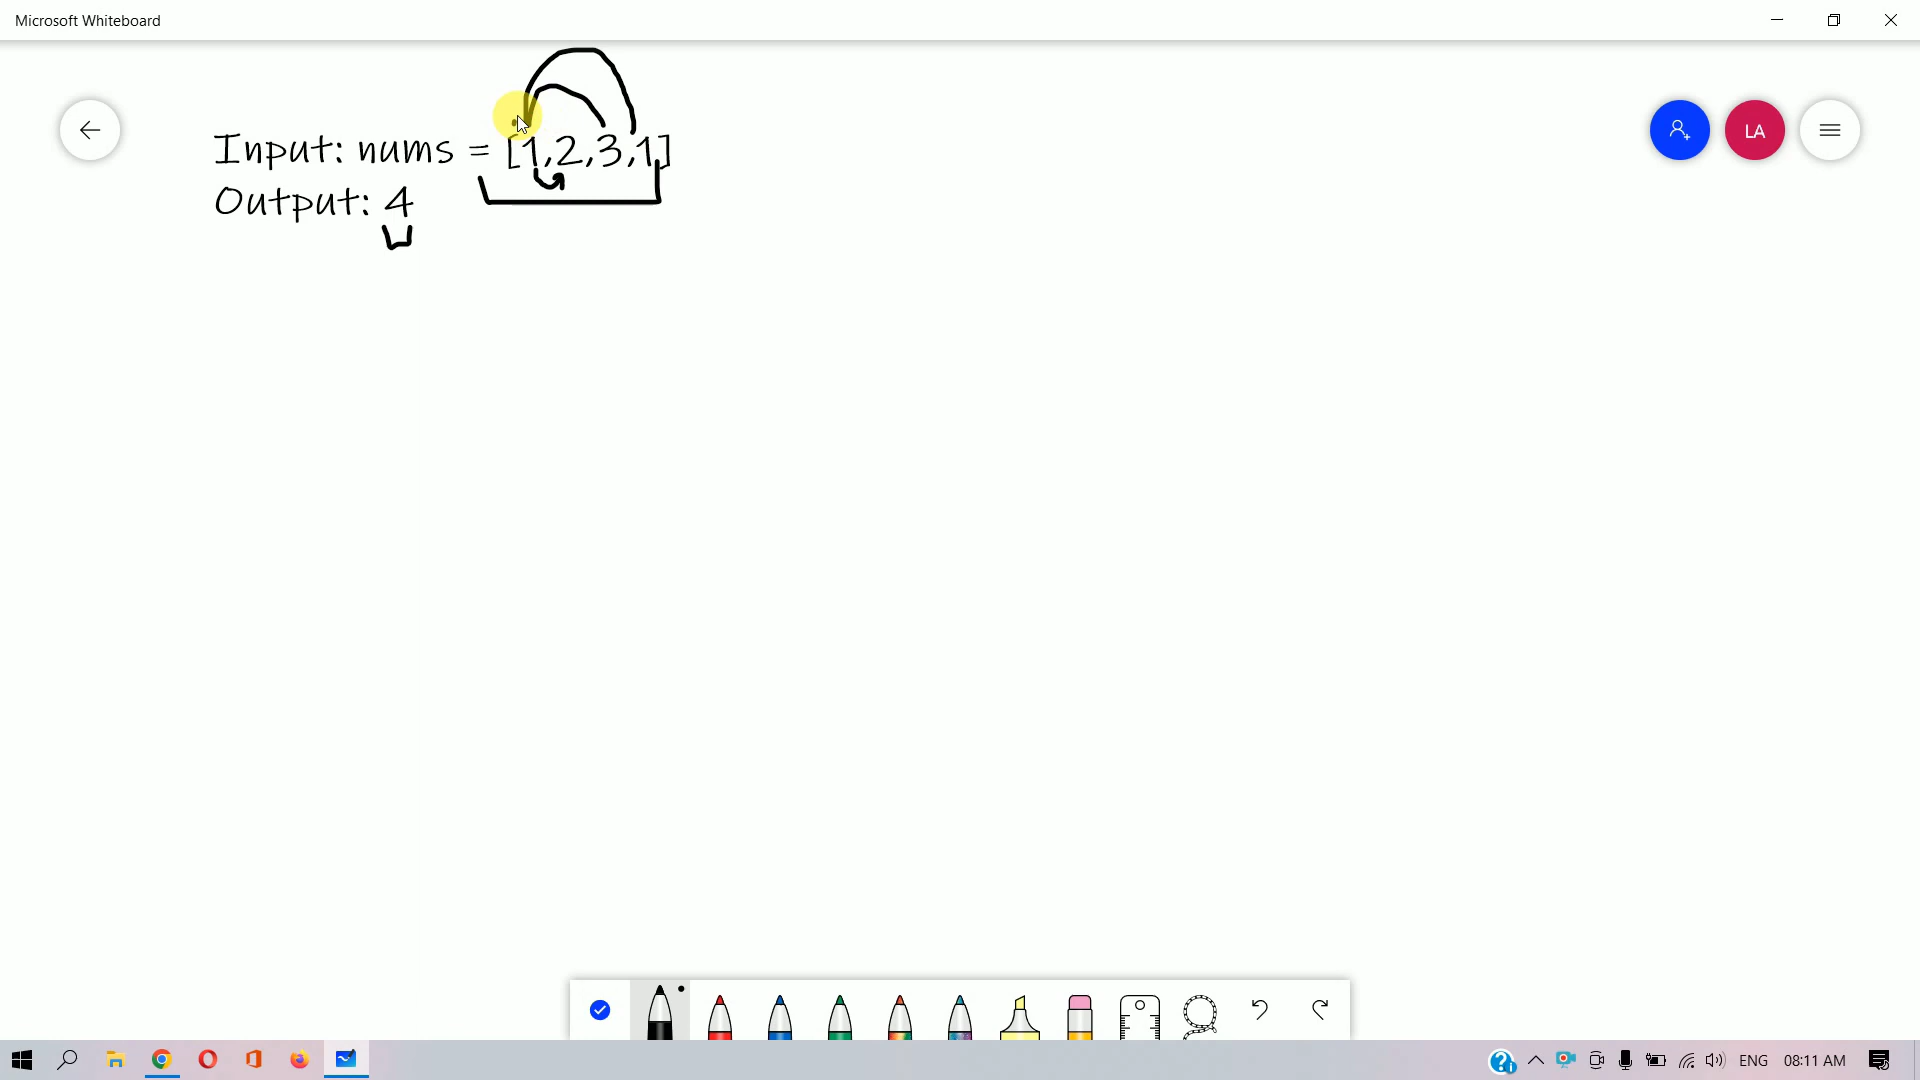 Microsoft Whiteboard
LA
Input: nums = [1,2,3,1]
Output: 4
ENG
08:11 AM